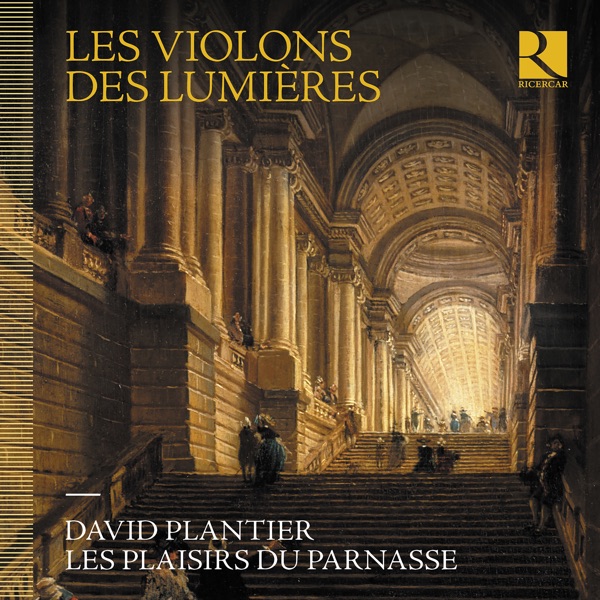 LES VIOLONS
DES LUMIÈRES
R
RICERCAR
DAVID PLANTIER
LES PLAISIRS DU PARNASSE